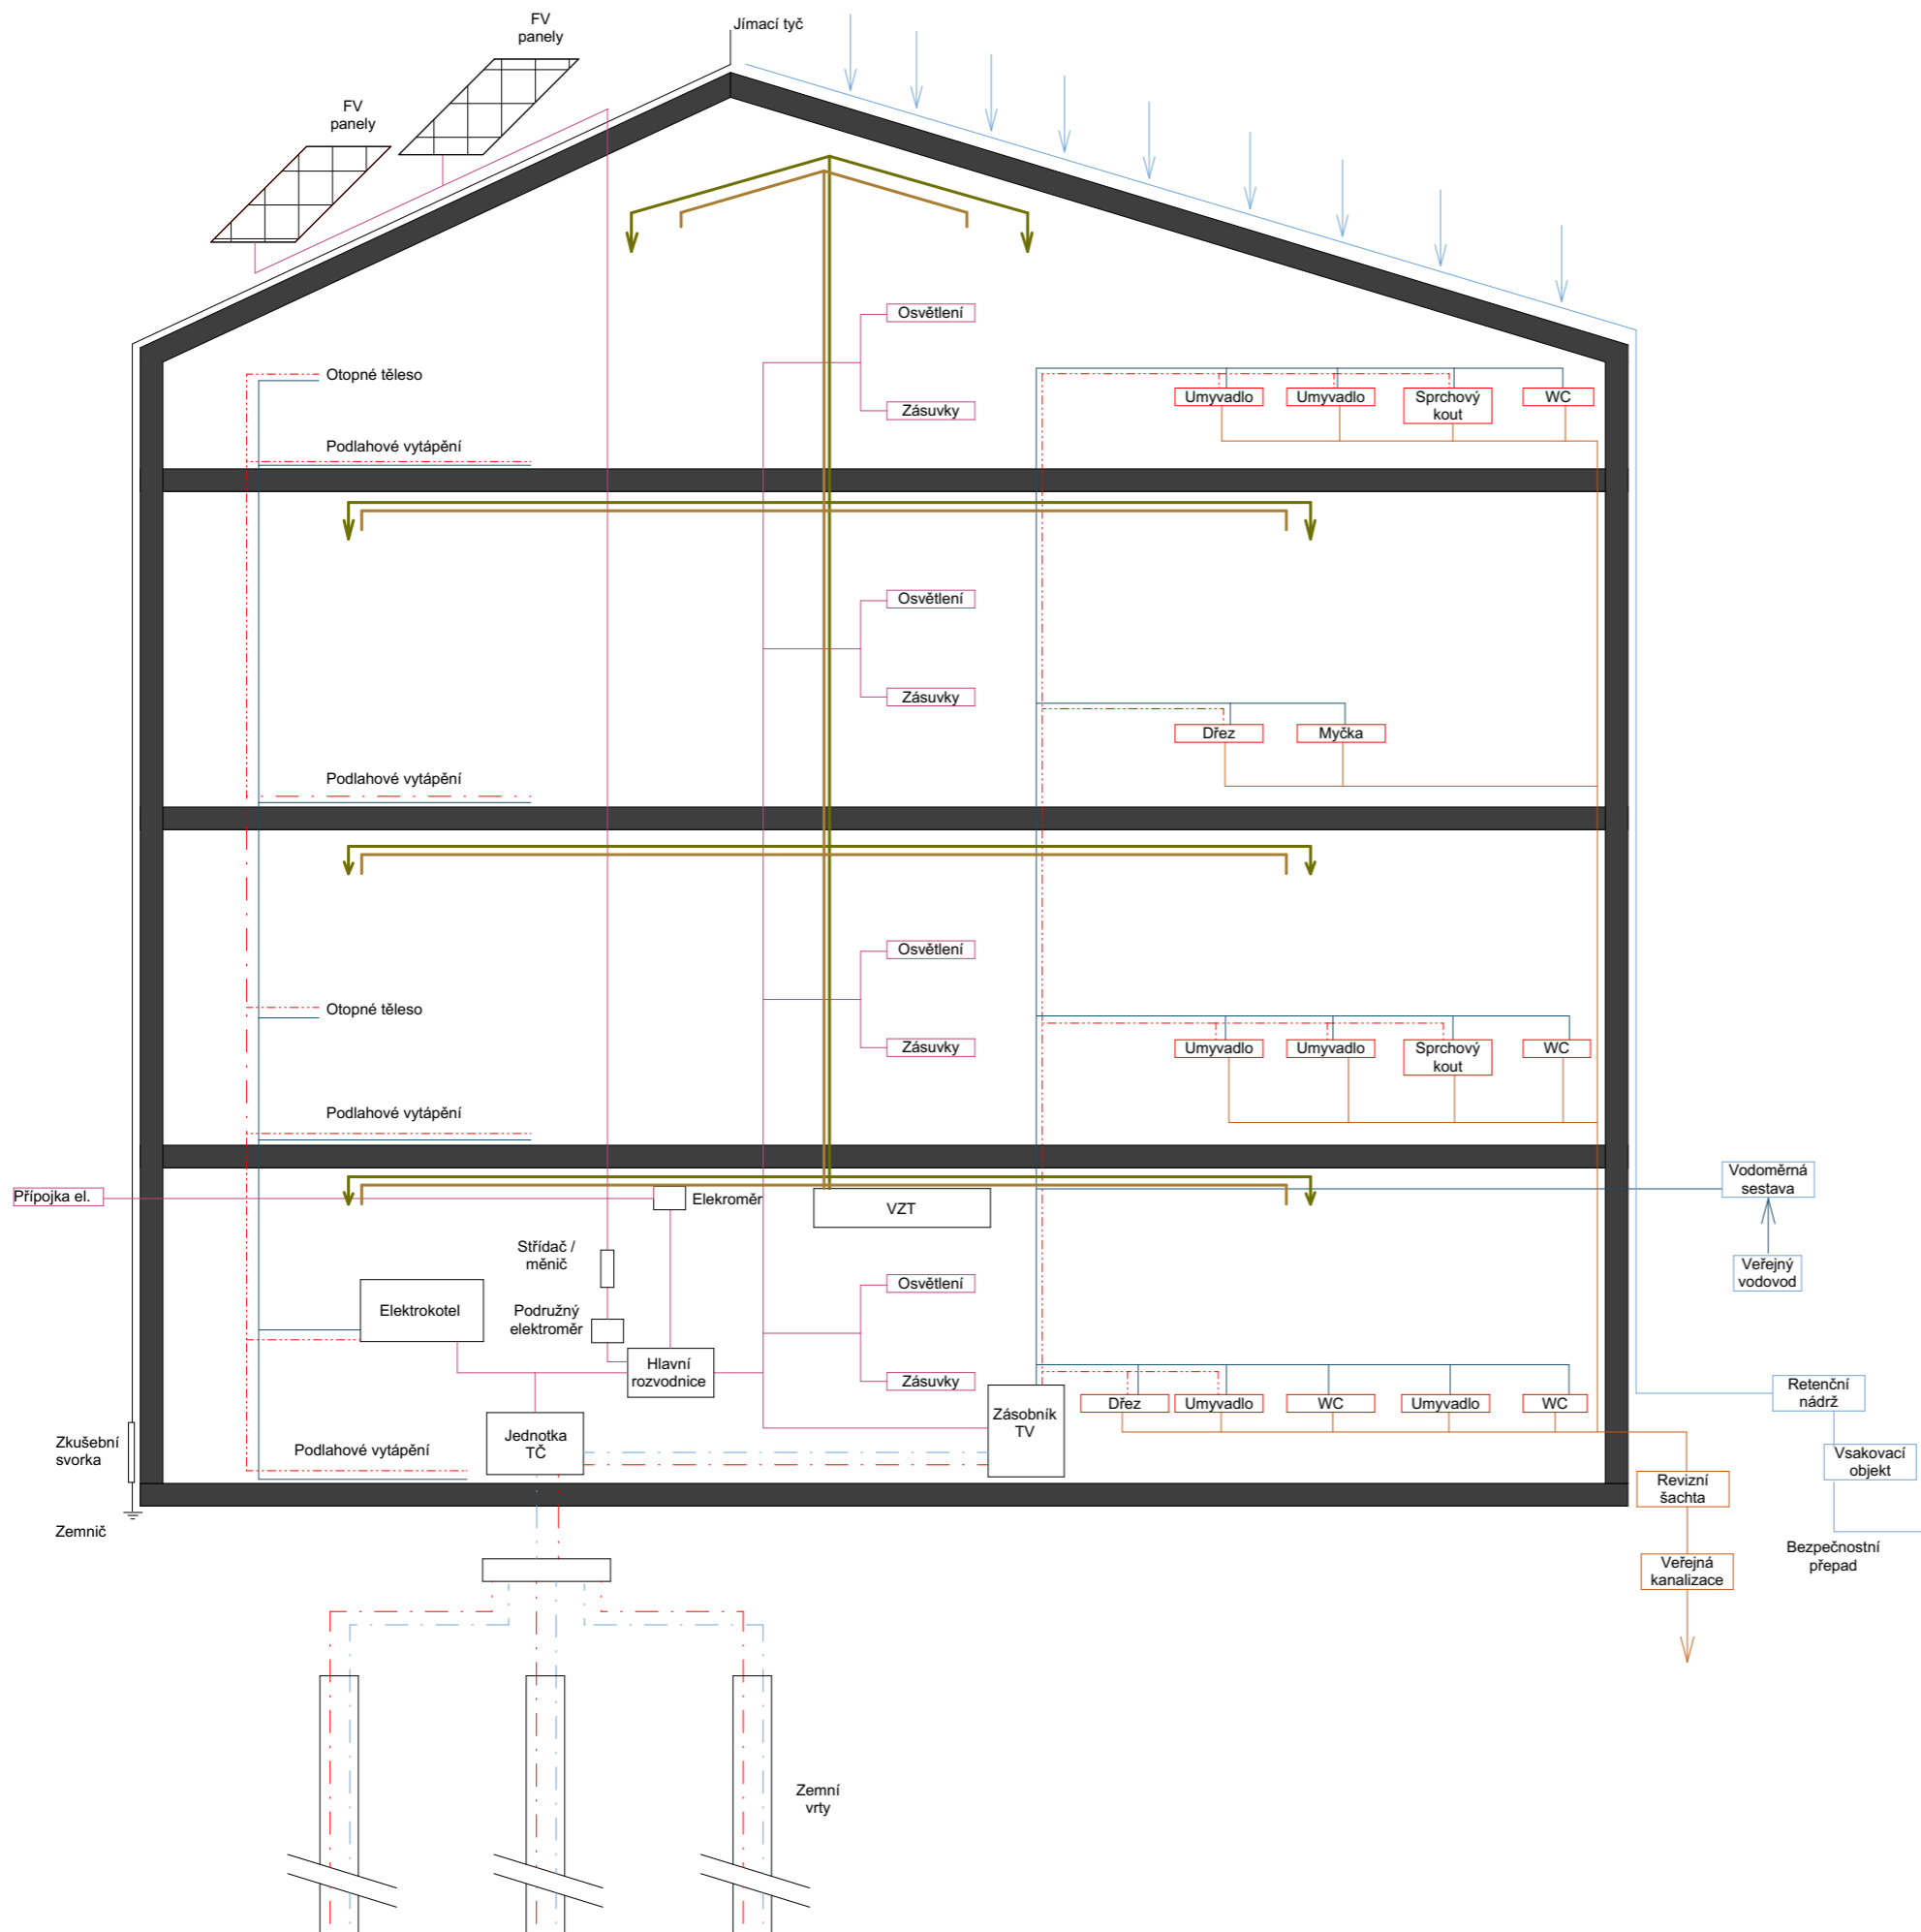 FV
panely
Jímací tyč
FV
panely
Osvětlení
Otopné těleso
Zásuvky
Umyvadlo
Umyvadlo
Sprchový
kout
WC
Podlahové vytápění
Osvětlení
Zásuvky
Dřez
Myčka
Podlahové vytápění
Osvětlení
Otopné těleso
Zásuvky
Umyvadlo
Umyvadlo
Sprchový
kout
WC
Podlahové vytápění
Přípojka el.
Elekroměr
VZT
Vodoměrná
sestava
Střídač /
měnič
Osvětlení
Veřejný
vodovod
Elektrokotel
Podružný
elektroměr
Hlavní
rozvodnice
Zásuvky
Zásobník
TV
Dřez
Umyvadlo
WC
Umyvadlo
WC
Retenční
nádrž
Zkušební
svorka
Podlahové vytápění
Jednotka
TČ
Vsakovací
objekt
Revizní
šachta
Zemnič
Bezpečnostní
přepad
Veřejná
kanalizace
Zemní
vrty